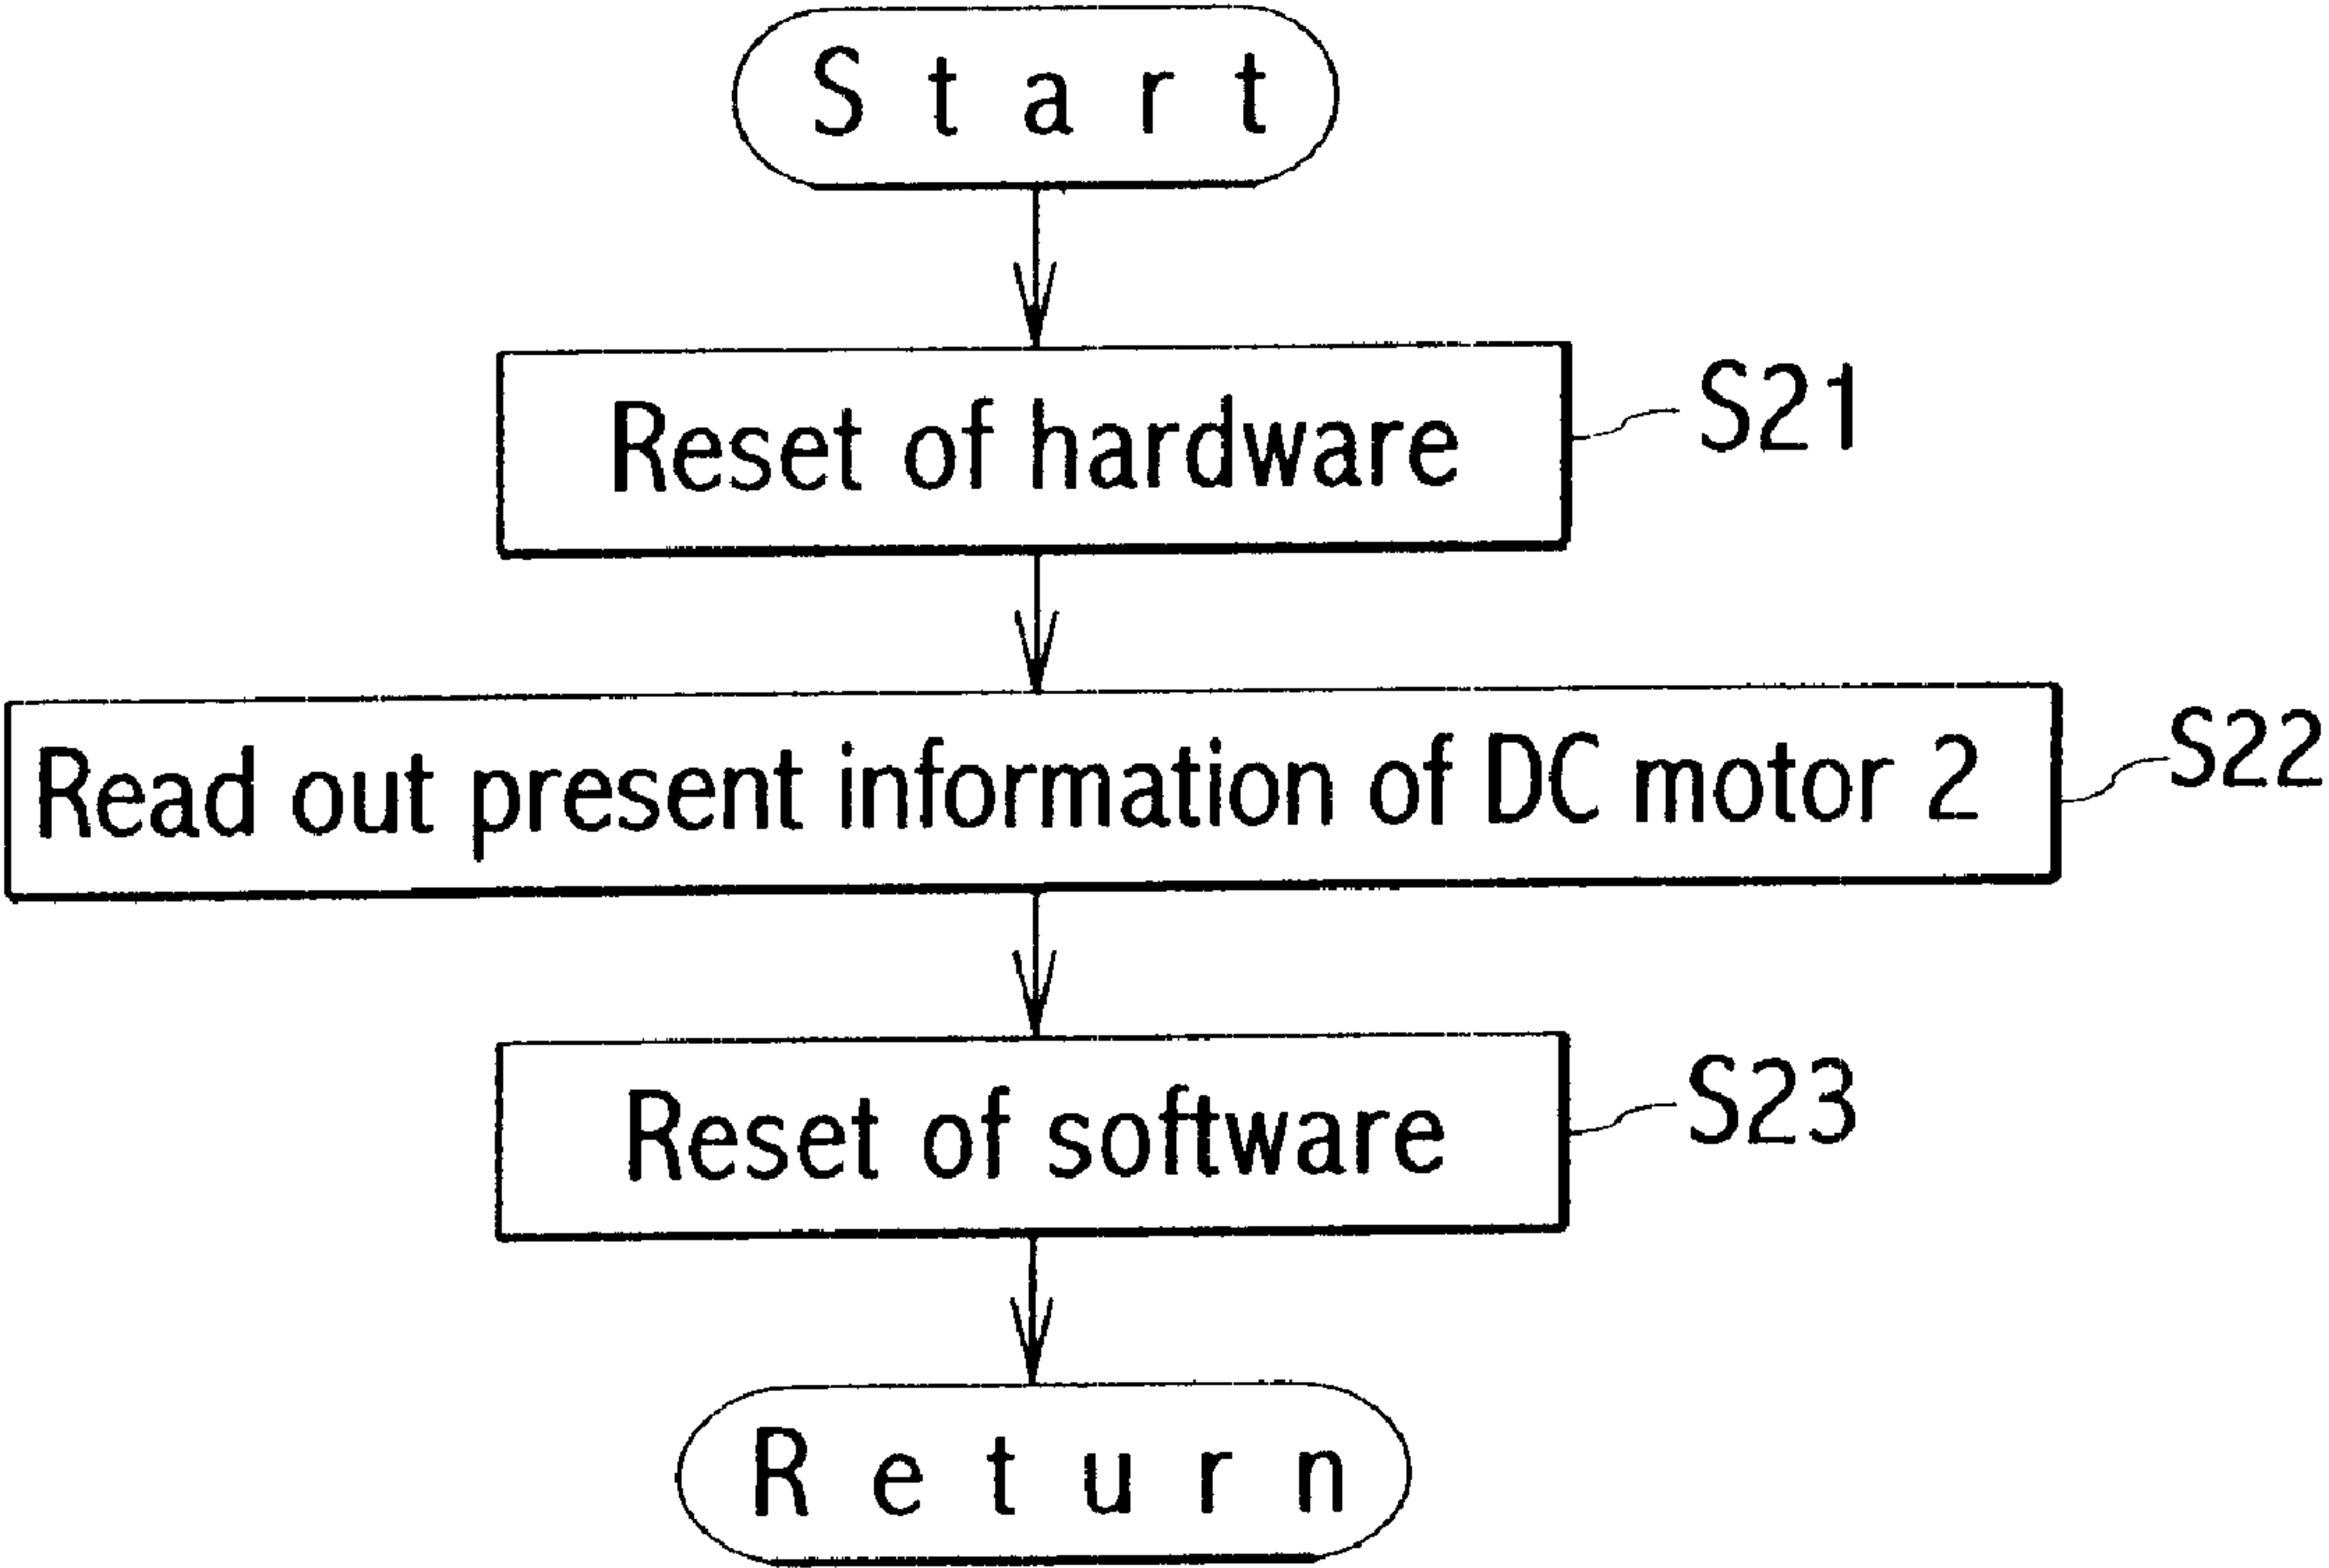 Start
Reset of hardware
S21
Read out present information of DC motor 2
S22
Reset of software
S23
Return